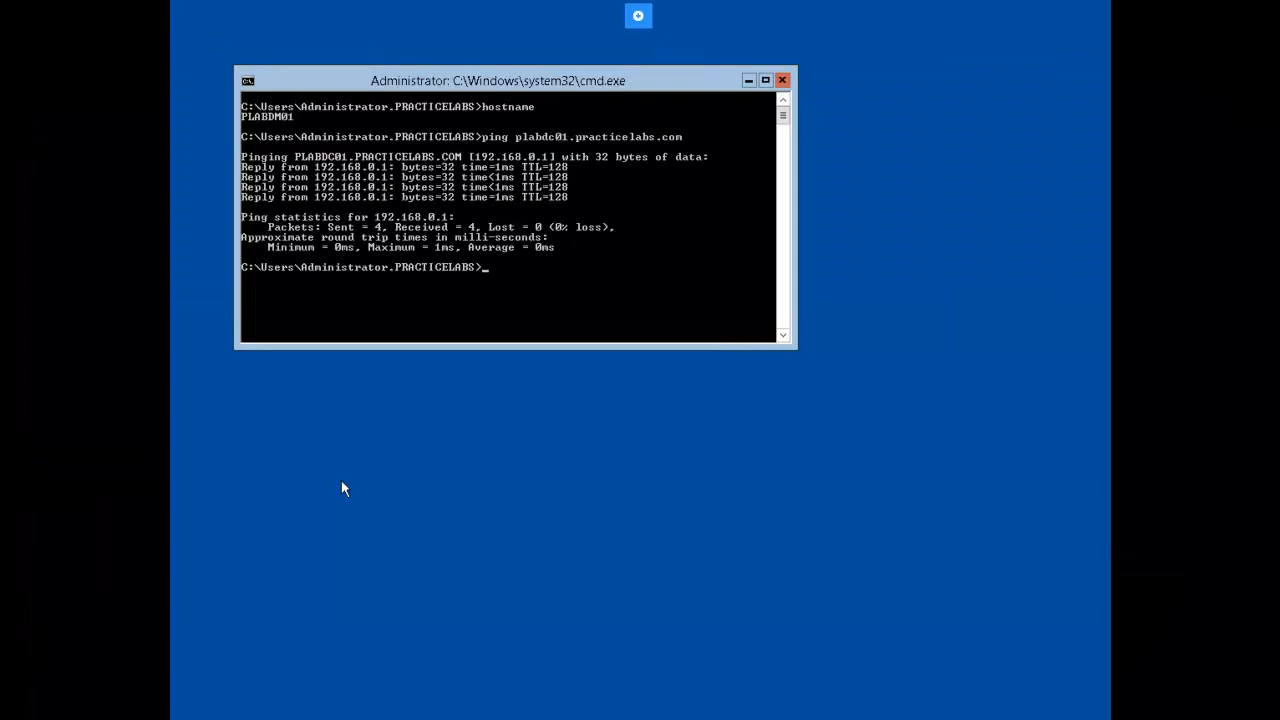 Administrator: C:\Windows\system32\cmd.exe
C:\Users\Administrator.PRACTICELABS>hostname
PLABDM01
C:\Users\Administrator.PRACTICELABS>ping plabdc01.practicelabs.com
Pinging PLABDC01.PRACTICELABS.COM [192.168.0.1] with 32 bytes of data:
Reply from 192.168.0.1: bytes=32 time=1ms TTL=128
Reply from 192.168.0.1: bytes=32 time<1ms TTL=128
Reply from 192.168.0.1: bytes=32 time<1ms TTL=128
Reply from 192.168.0.1: bytes=32 time=1ms TTL=128
Ping statistics for 192.168.0.1:
Packets: Sent = 4, Received = 4, Lost = 0 (0% loss),
Approximate round trip times in milli-seconds:
Minimum = 0ms, Maximum = 1ms, Average = 0ms
C:\Users\Administrator.PRACTICELABS>_